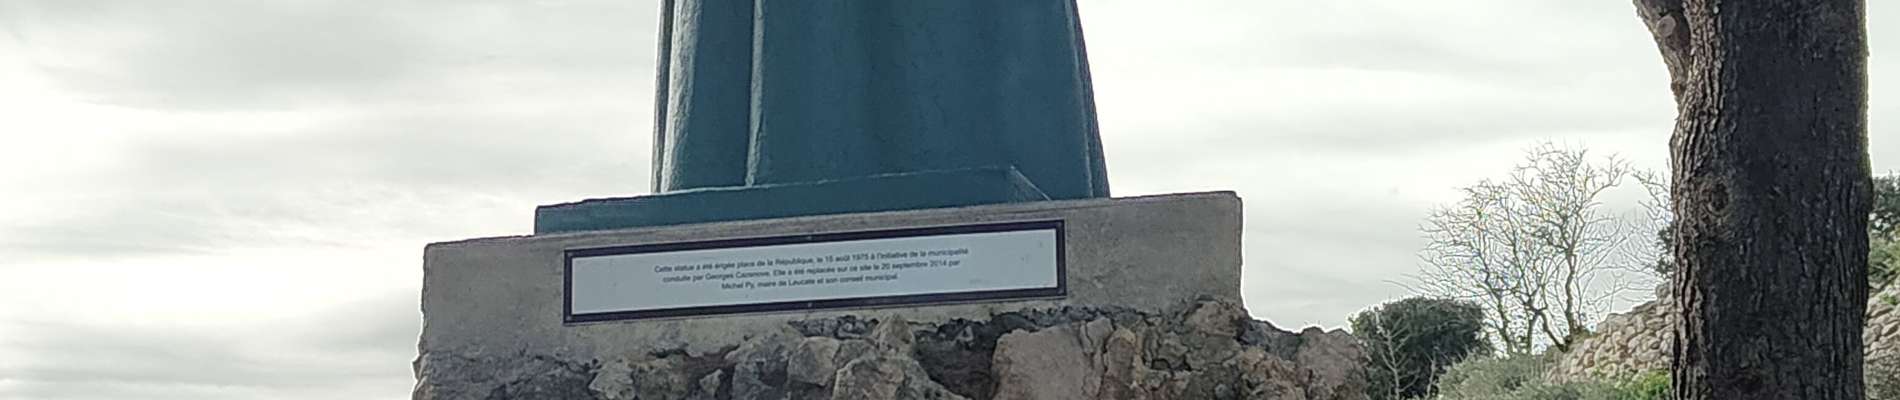 Cette statue a été érigée place de la République, le 15 août 1975 à l'initiative de la municipalité
conduite par Georges Cazenove. Elle a été replacée sur ce site le 20 septembre 2014 par
Michel Py, maire de Leucate et son conseil municipal.